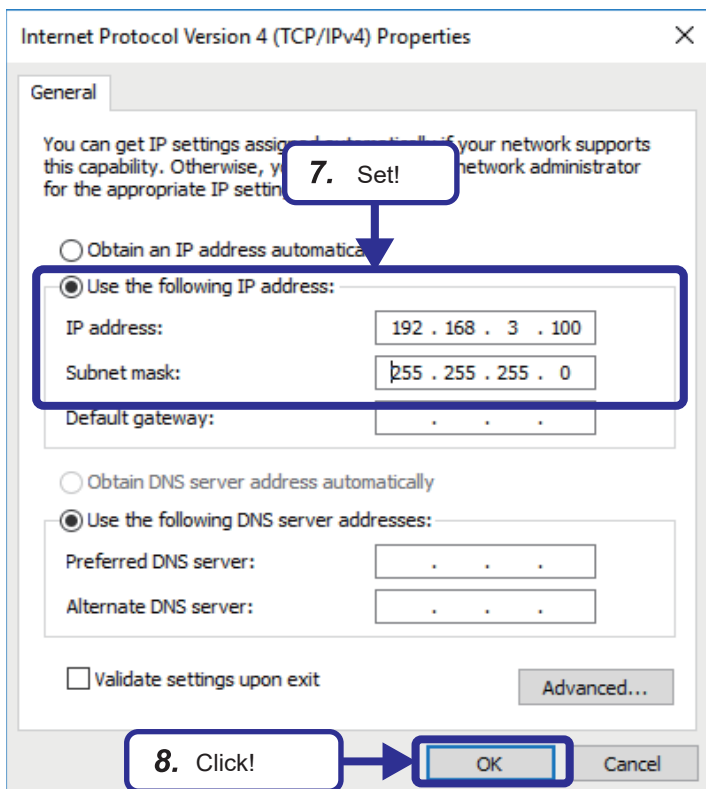 Internet Protocol Version 4 (TCP/IPv4) Properties
General
You can get IP settings assigned automatically if your network supports
this capability. Otherwise, network administrator
for the appropriate IP settin
7. Set!
Obtain an IP address automatica
Use the following IP address:
IP address: 192 . 168 . 3 . 100
Subnet mask: 255 . 255 . 255 . 0
Default gateway: . . .
Obtain DNS server address automatically
Use the following DNS server addresses:
Preferred DNS server: . . .
Alternate DNS server: . . .
Validate settings upon exit
Advanced...
8. Click!
OK Cancel